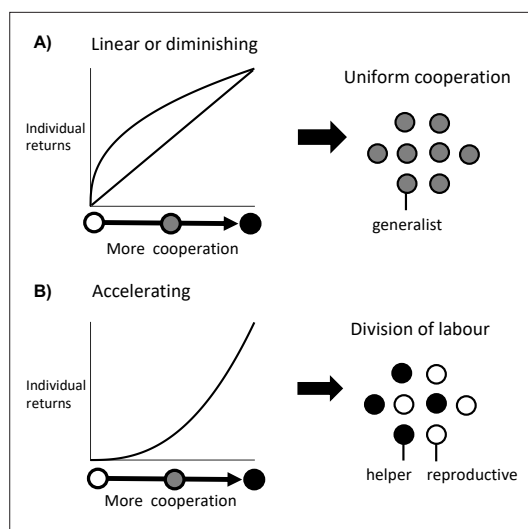 A) Linear or diminishing
Individual
returns
More cooperation
Uniform cooperation
generalist
B) Accelerating
Individual
returns
More cooperation
Division of labour
helper reproductive